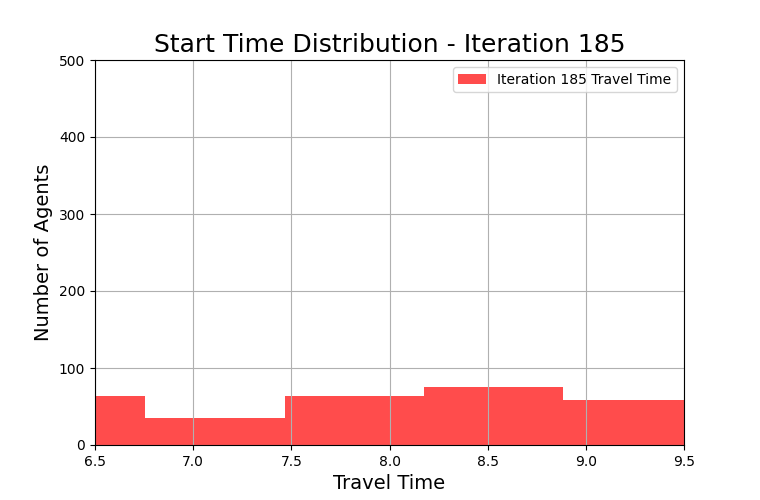 Start Time Distribution - Iteration 185
500
Iteration 185 Travel Time
400
300
200
100
0
Number of Agents
6.5 7.0 7.5 8.0 8.5 9.0 9.5
Travel Time